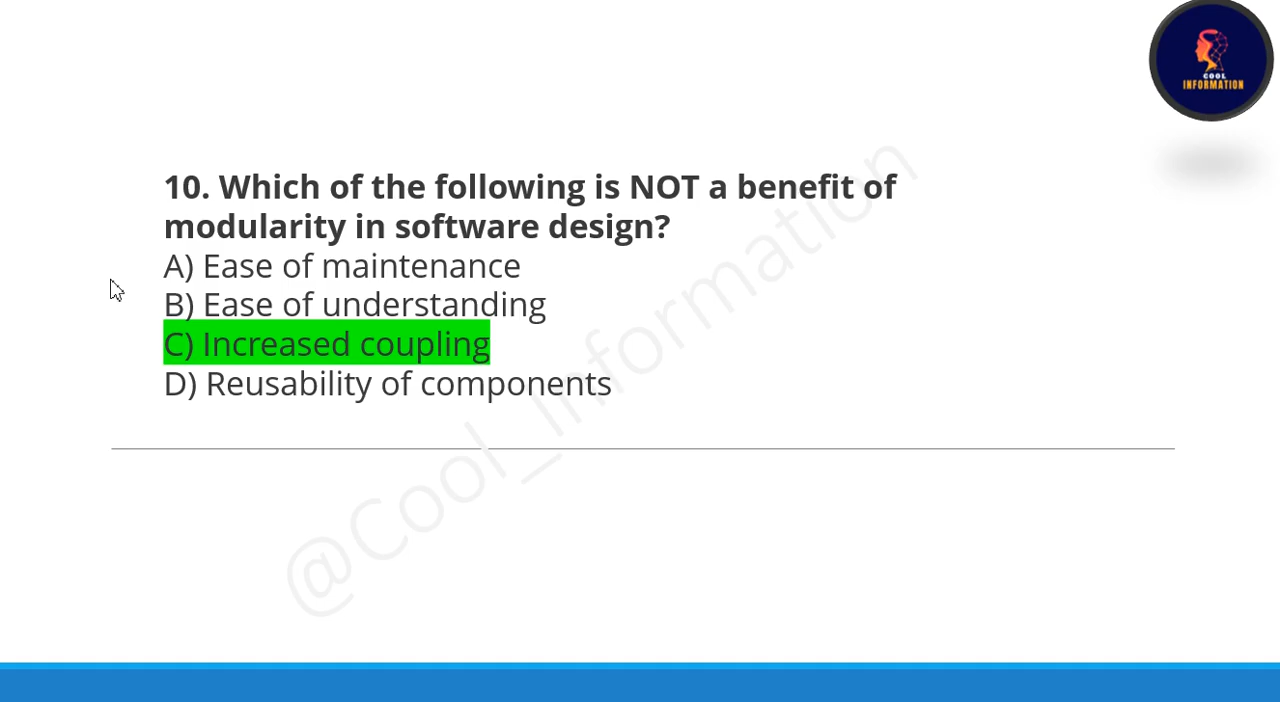 COOL
INFORMATION
10. Which of the following is NOT a benefit of
modularity in software design?
A) Ease of maintenance
B) Ease of understanding
C) Increased coupling
D) Reusability of components
@Cool_Information